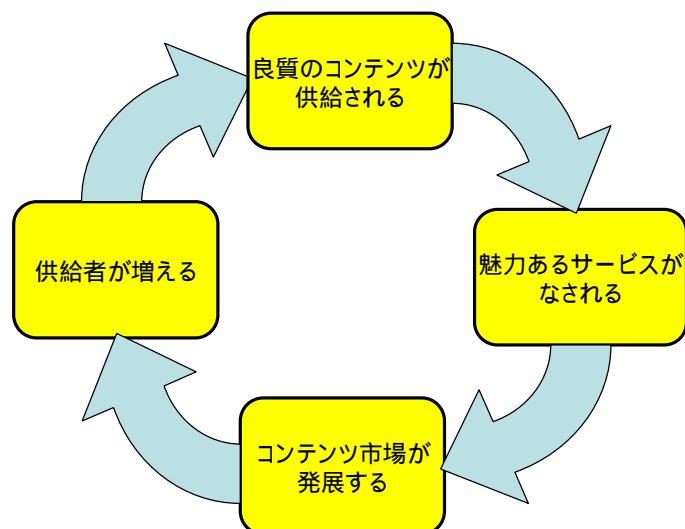 良質のコンテンツが
供給される
魅力あるサービスが
なされる
コンテンツ市場が
発展する
供給者が増える